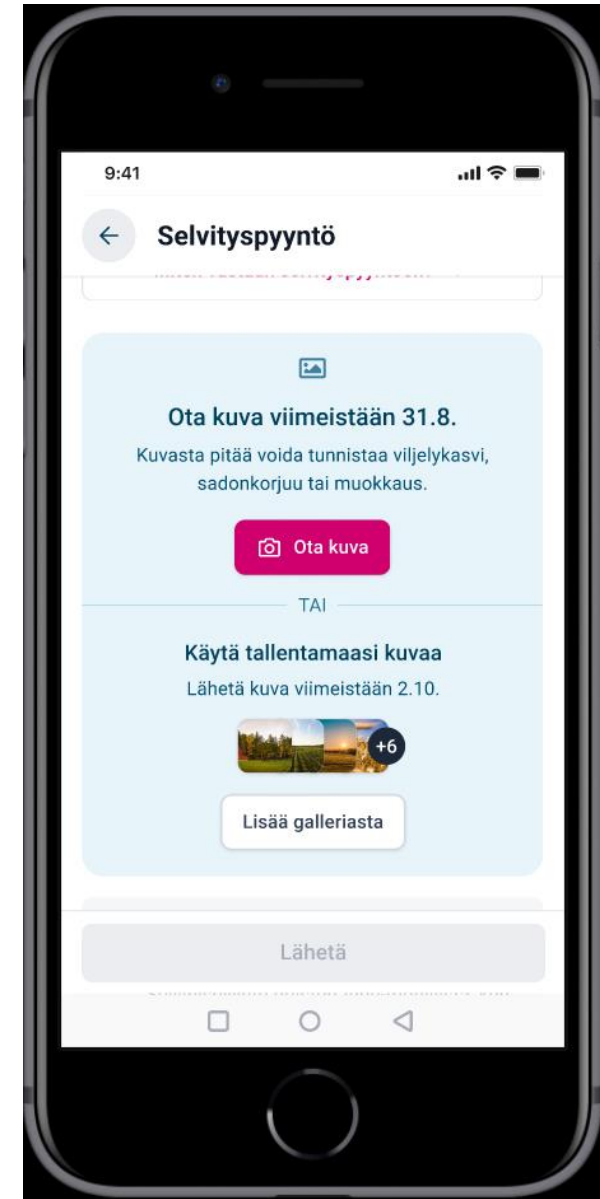 9:41
Selvityspyyntö
Ota kuva viimeistään 31.8.
Kuvasta pitää voida tunnistaa viljelykasvi,
sadonkorjuu tai muokkaus.
Ota kuva
TAI
Käytä tallentamaasi kuvaa
Lähetä kuva viimeistään 2.10.
+6
Lisää galleriasta
Lähetä